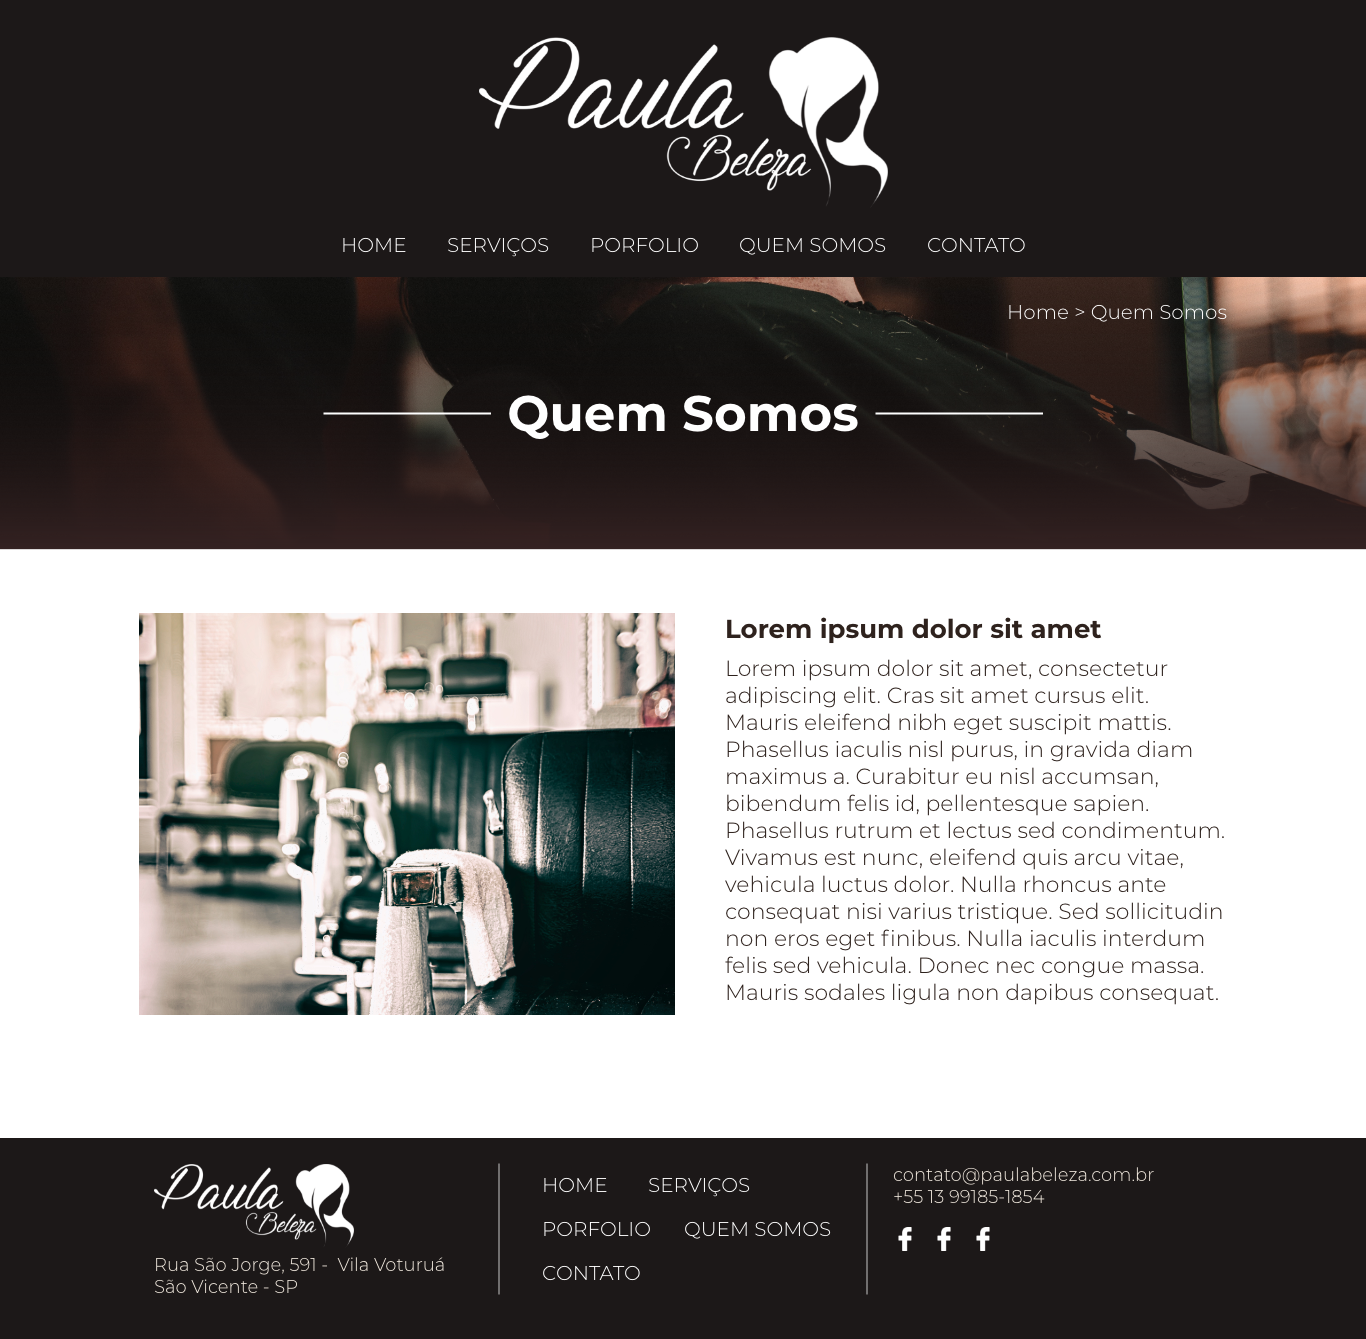 Paula
Beleza
HOME SERVIÇOS PORFOLIO QUEM SOMOS CONTATO
Home > Quem Somos
Quem Somos
Lorem ipsum dolor sit amet
Lorem ipsum dolor sit amet, consectetur
adipiscing elit. Cras sit amet cursus elit.
Mauris eleifend nibh eget suscipit mattis.
Phasellus iaculis nisl purus, in gravida diam
maximus a. Curabitur eu nisl accumsan,
bibendum felis id, pellentesque sapien.
Phasellus rutrum et lectus sed condimentum.
Vivamus est nunc, eleifend quis arcu vitae,
vehicula luctus dolor. Nulla rhoncus ante
consequat nisi varius tristique. Sed sollicitudin
non eros eget finibus. Nulla iaculis interdum
felis sed vehicula. Donec nec congue massa.
Mauris sodales ligula non dapibus consequat.
Paula
Beleza
Rua São Jorge, 591 - Vila Voturuá
São Vicente - SP
HOME SERVIÇOS
PORFOLIO QUEM SOMOS
CONTATO
contato@paulabeleza.com.br
+55 13 99185-1854